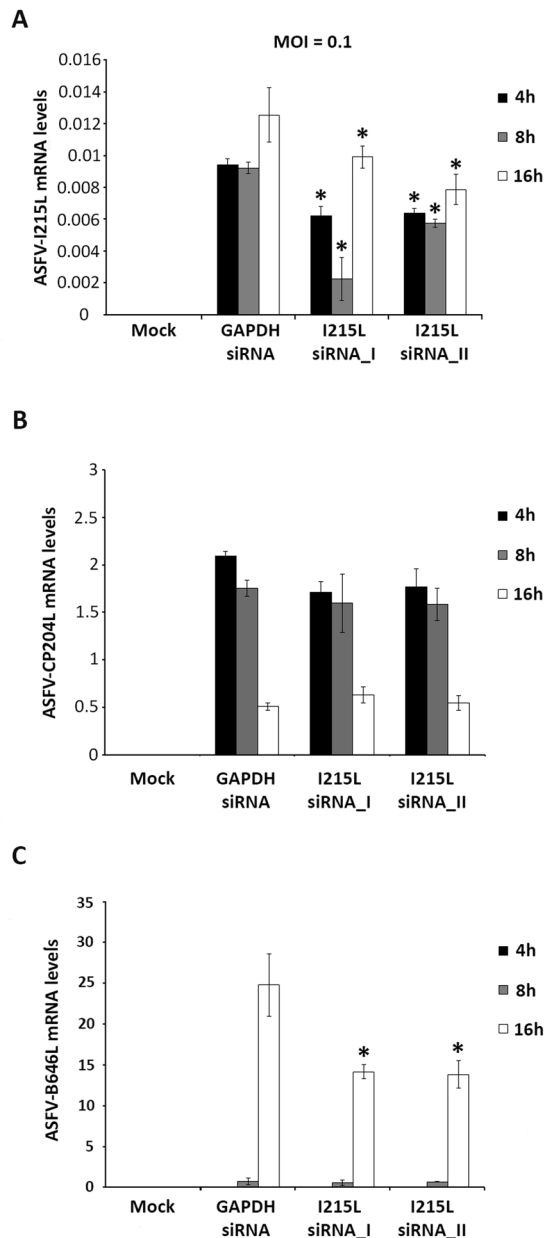 A
MOI = 0.1
ASFV-I215L mRNA levels
0.016
0.014
0.012
0.01
0.008
0.006
0.004
0.002
0
* * * * *
*
4h
8h
16h
Mock
GAPDH
siRNA
I215L
siRNA_I
I215L
siRNA_II
B
ASFV-CP204L mRNA levels
3
2.5
2
1.5
1
0.5
0
4h
8h
16h
Mock
GAPDH
siRNA
I215L
siRNA_I
I215L
siRNA_II
C
ASFV-B646L mRNA levels
35
30
25
20
15
10
5
0
* *
4h
8h
16h
Mock
GAPDH
siRNA
I215L
siRNA_I
I215L
siRNA_II